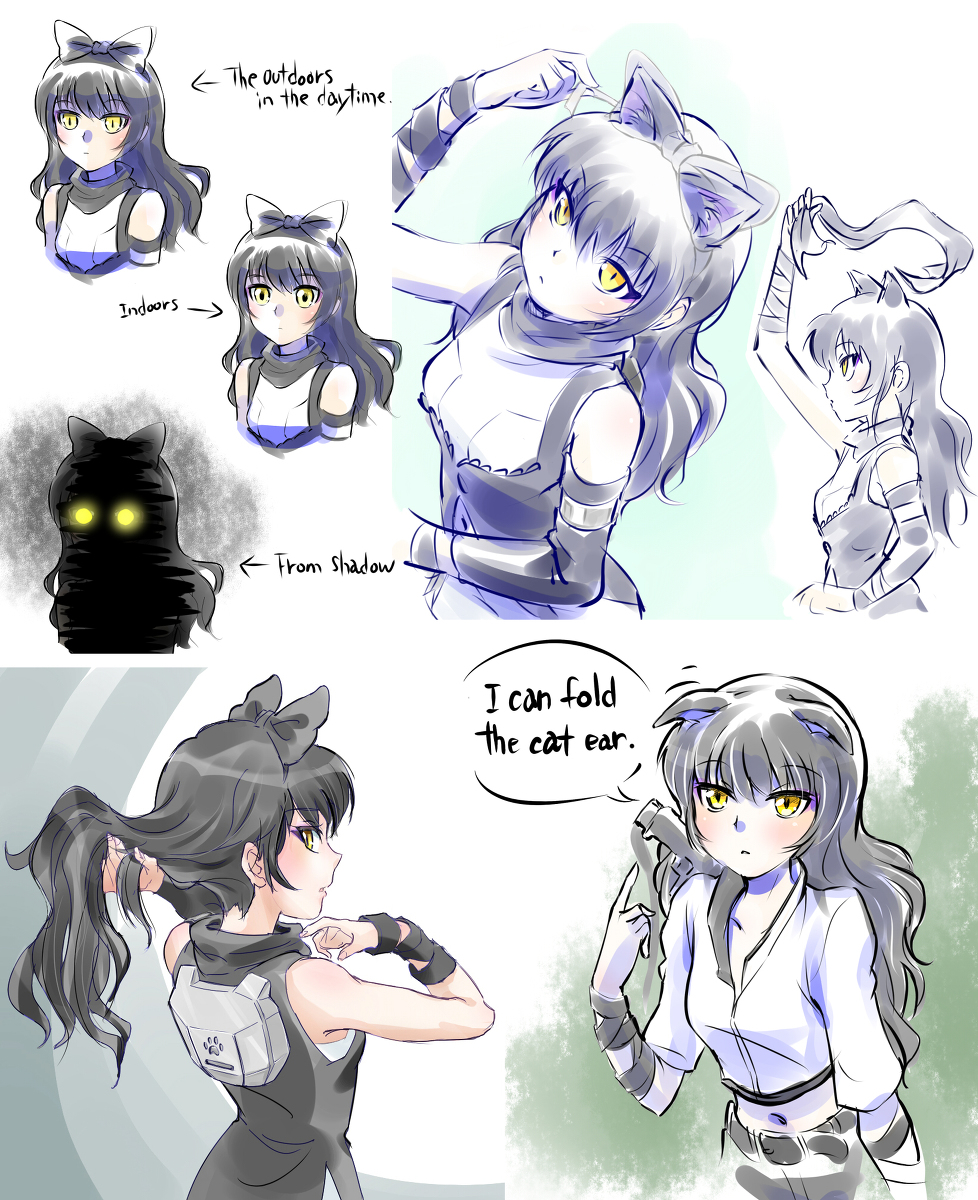 The outdoors
in the daytime.
Indoors
From shadow
I can fold
the cat ear.